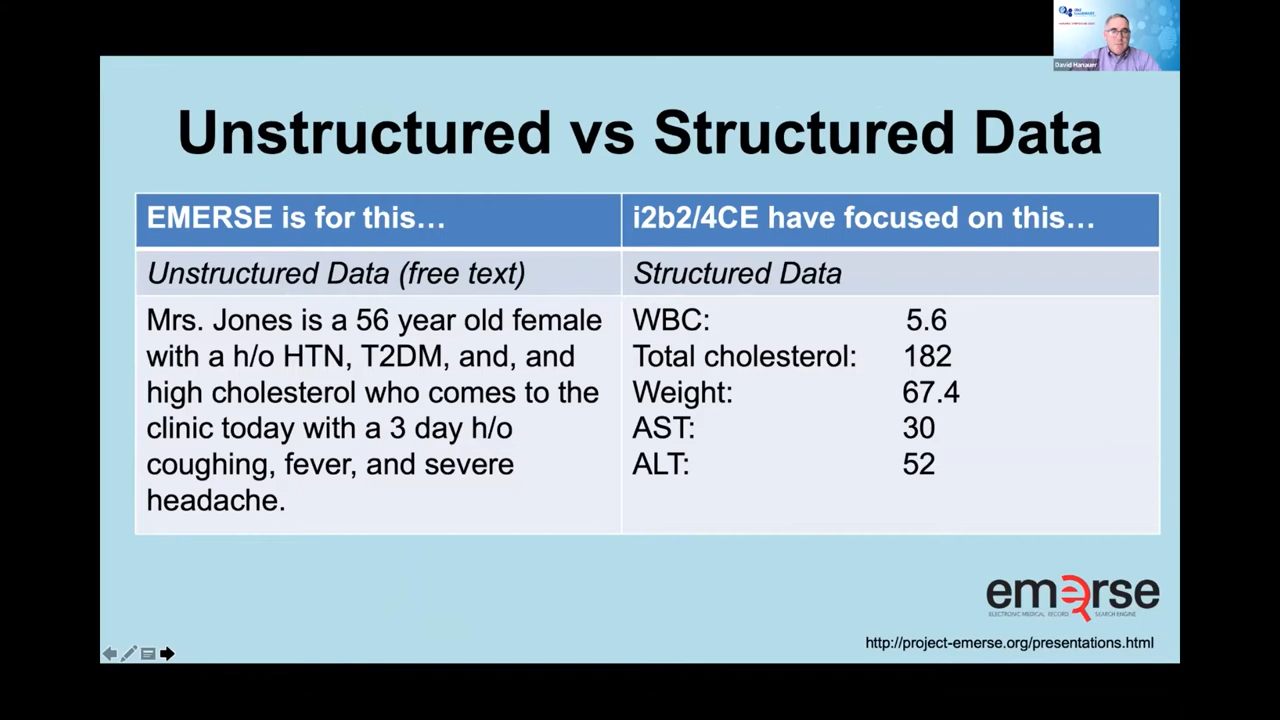 David Hanauer
Unstructured vs Structured Data
EMERSE is for this…
i2b2/4CE have focused on this…
Unstructured Data (free text)
Structured Data
Mrs. Jones is a 56 year old female
with a h/o HTN, T2DM, and, and
high cholesterol who comes to the
clinic today with a 3 day h/o
coughing, fever, and severe
headache.
WBC: 5.6
Total cholesterol: 182
Weight: 67.4
AST: 30
ALT: 52
emerse
ELECTRONIC MEDICAL RECORD SEARCH ENGINE
http://project-emerse.org/presentations.html